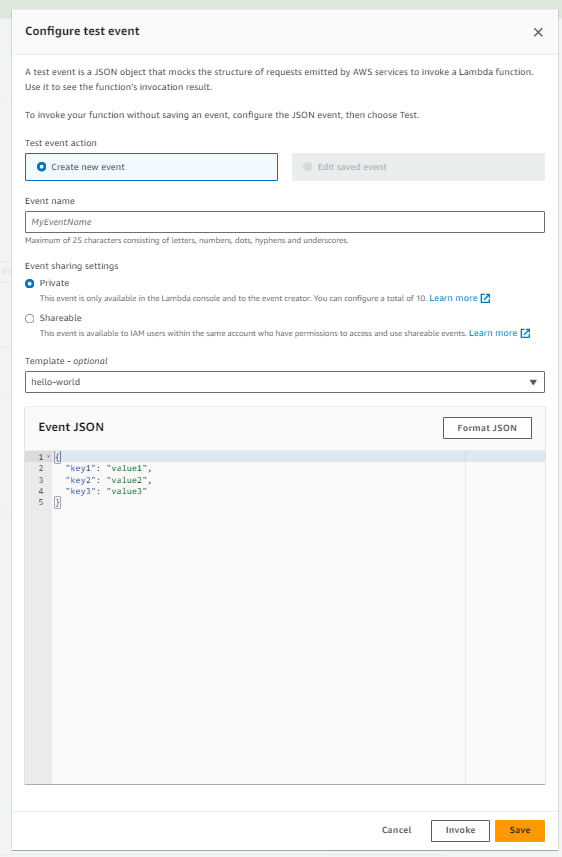 Configure test event
A test event is a JSON object that mocks the structure of requests emitted by AWS services to invoke a Lambda function.
Use it to see the function's invocation result.
To invoke your function without saving an event, configure the JSON event, then choose Test.
Test event action
Create new event
Edit saved event
Event name
MyEventName
Maximum of 25 characters consisting of letters, numbers, dots, hyphens and underscores.
Event sharing settings
Private
This event is only available in the Lambda console and to the event creator. You can configure a total of 10. Learn more
Shareable
This event is available to IAM users within the same account who have permissions to access and use shareable events. Learn more
Template - optional
hello-world
Event JSON
Format JSON
1 {
2 "key1": "value1",
3 "key2": "value2",
4 "key3": "value3"
5 }
Cancel
Invoke
Save